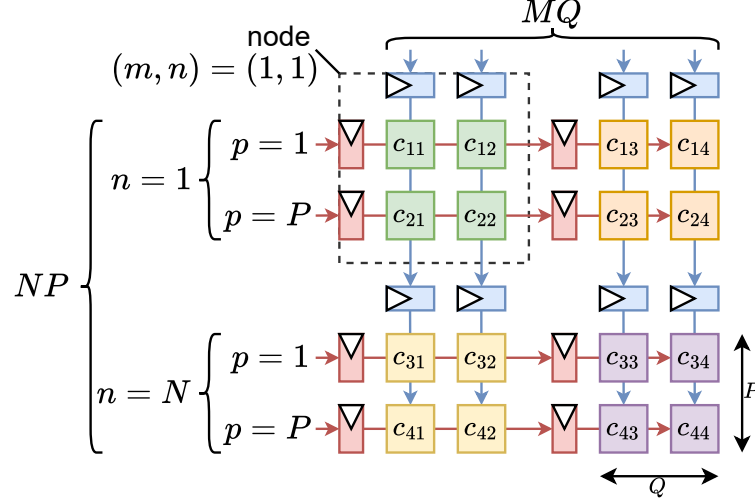 MQ
node
(m, n) = (1, 1)
p = 1
c11 c12 c13 c14
n = 1
p = P
c21 c22 c23 c24
NP
p = 1
c31 c32 c33 c34
n = N
P
p = P
c41 c42 c43 c44
Q